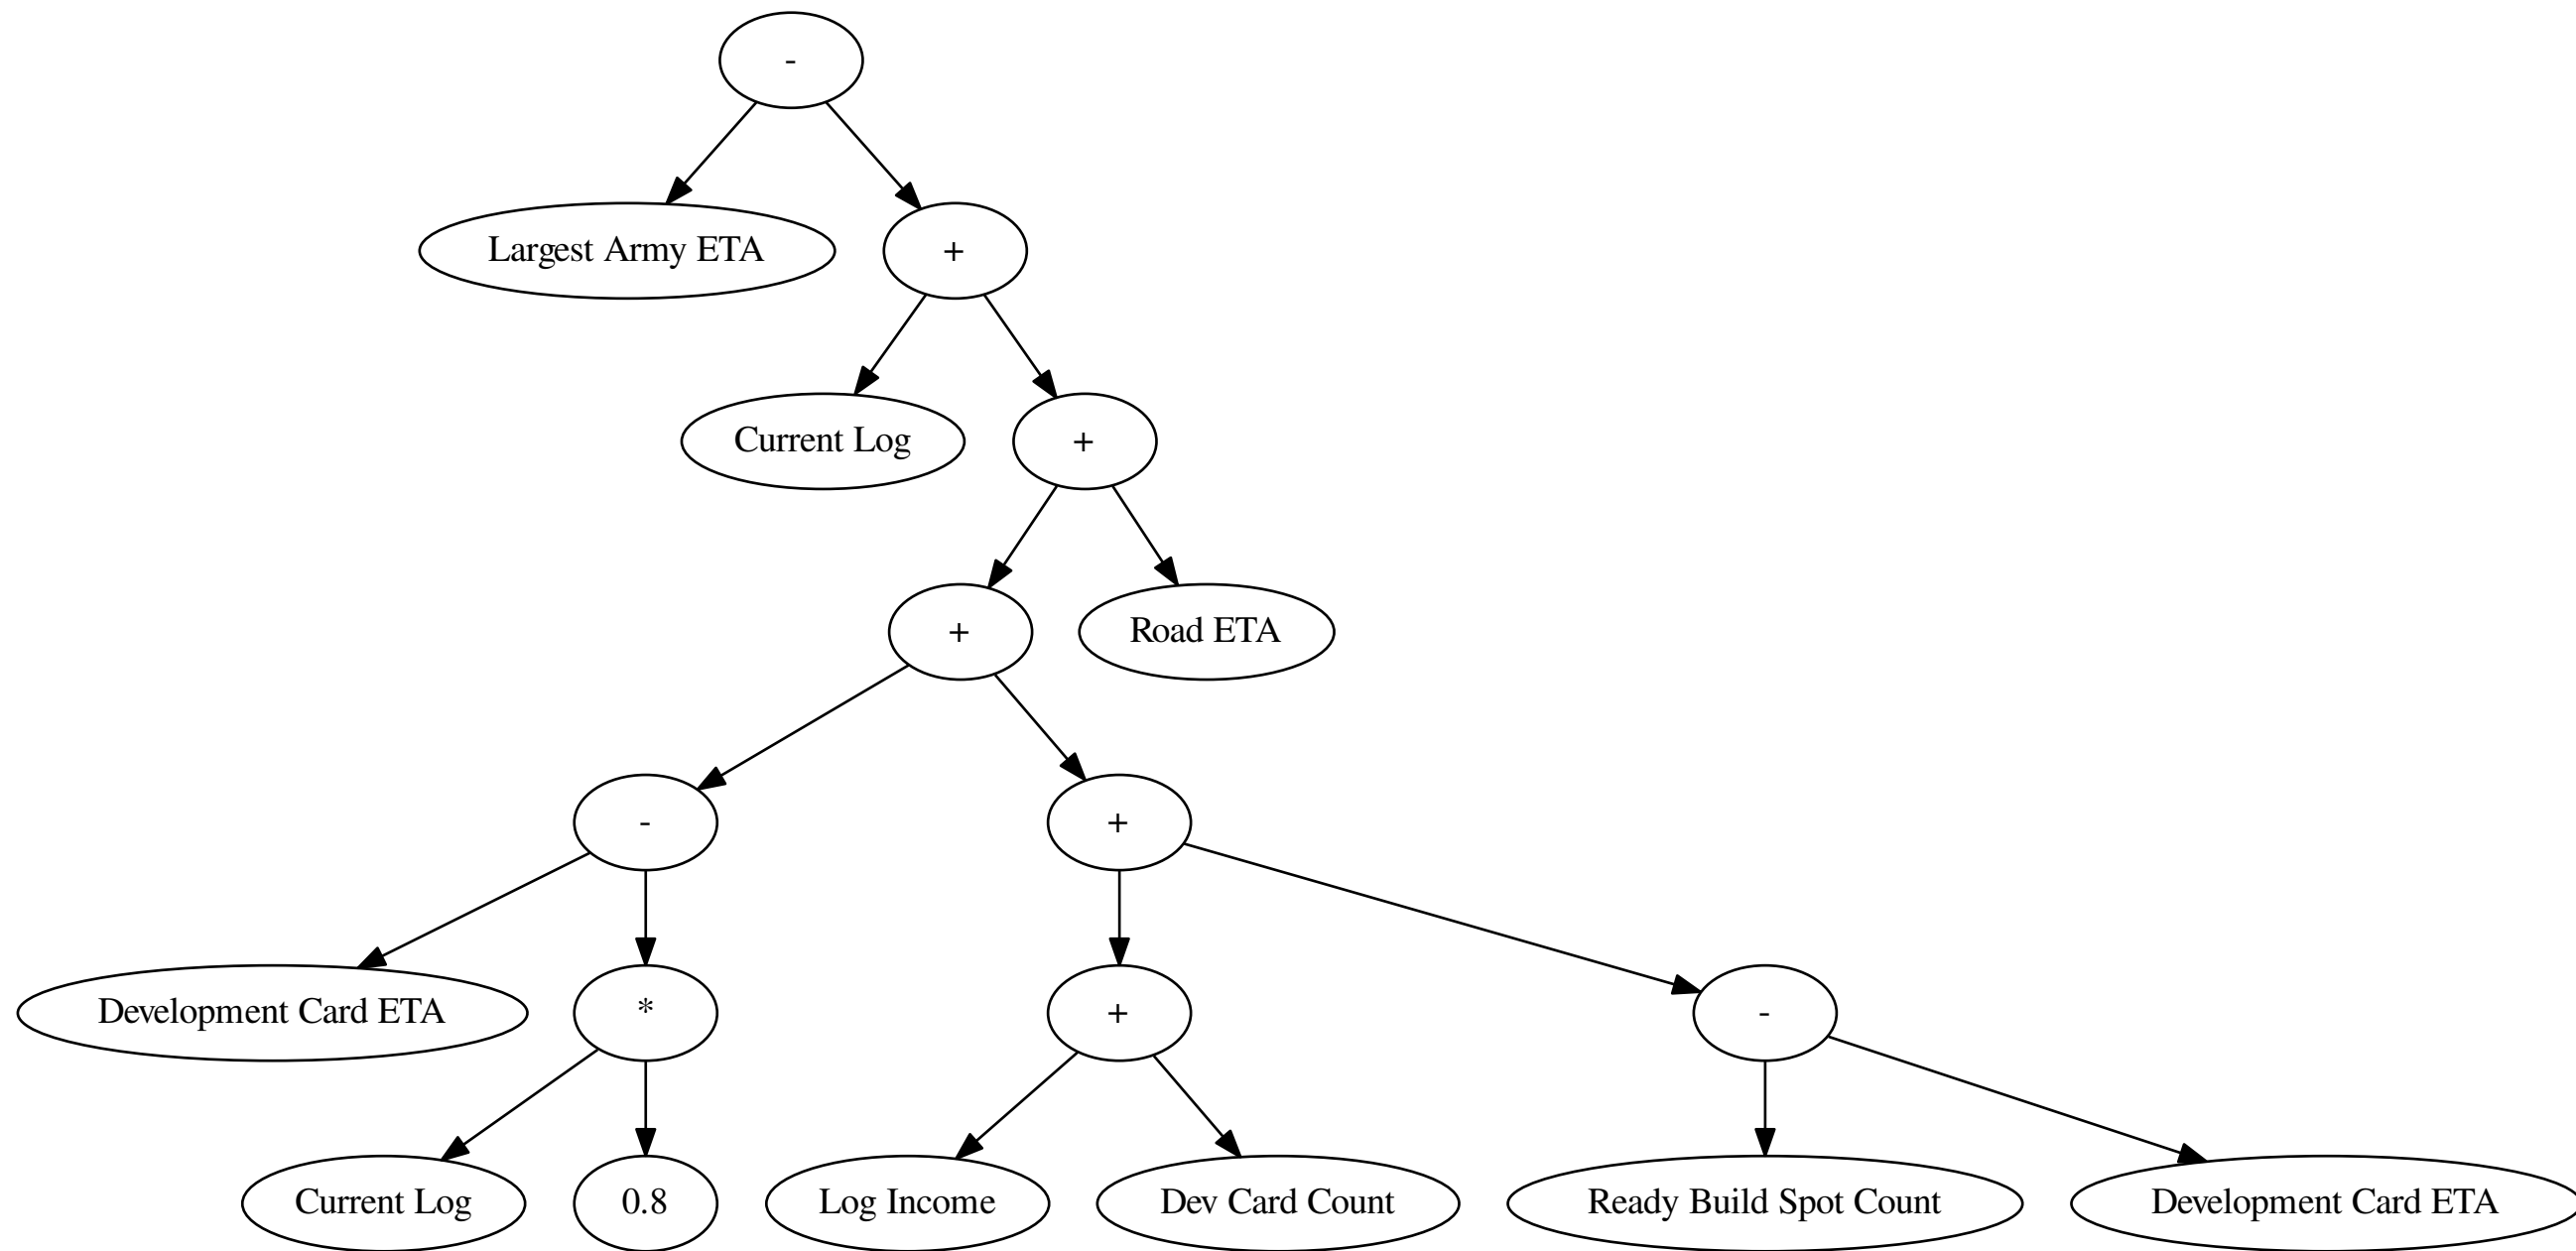 -
Largest Army ETA
+
Current Log
+
+
Road ETA
-
+
Development Card ETA
*
+
-
Current Log
0.8
Log Income
Dev Card Count
Ready Build Spot Count
Development Card ETA